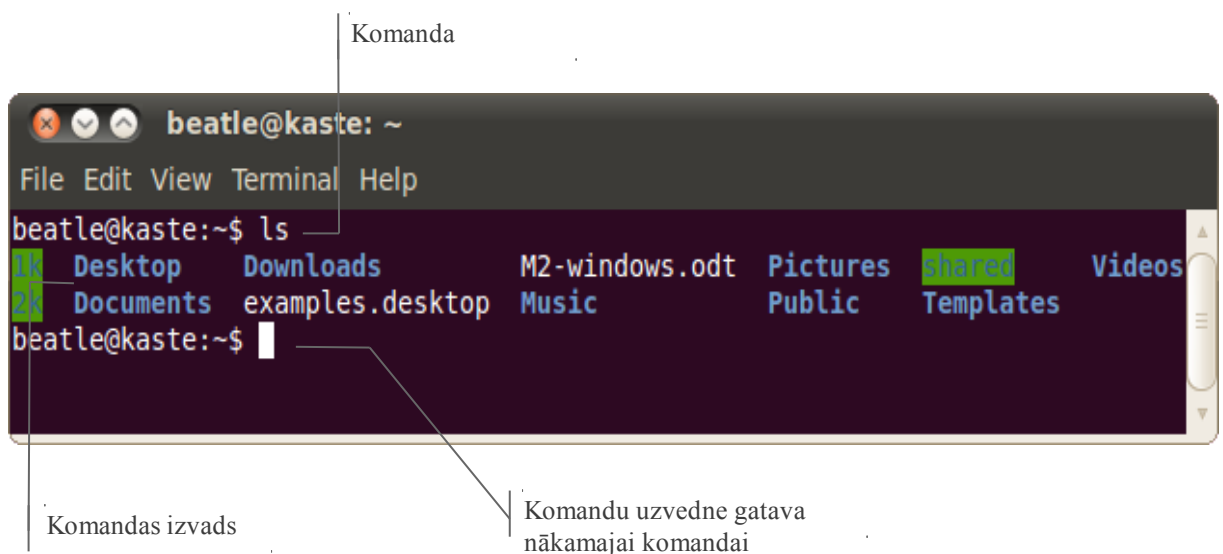 Komanda
beatle@kaste: ~
File Edit View Terminal Help
beatle@kaste:~$ ls
1k Desktop Downloads M2-windows.odt Pictures shared Videos
2k Documents examples.desktop Music Public Templates
beatle@kaste:~$
Komandas izvads
Komandu uzvedne gatava
nākamajai komandai